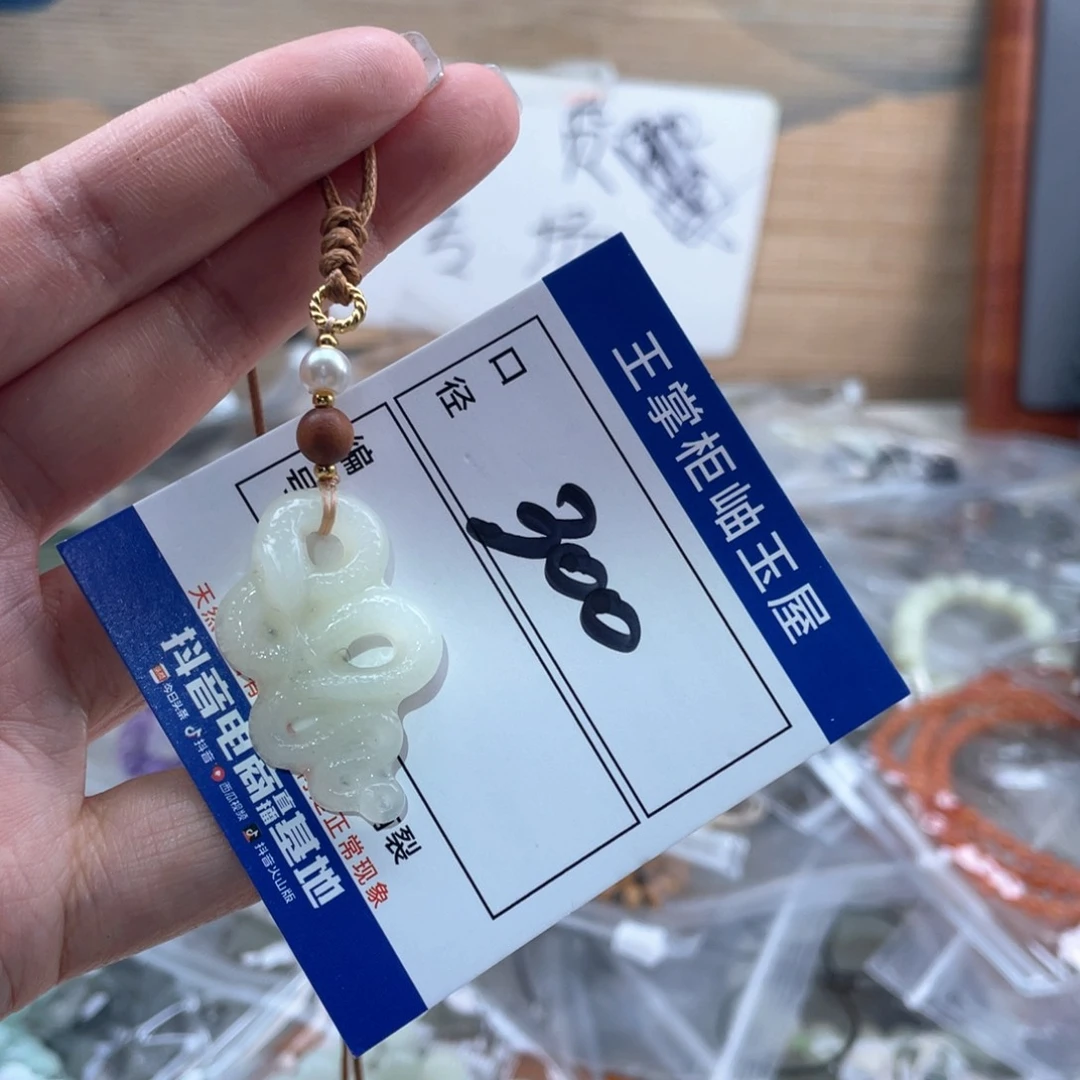 王掌柜岫玉屋
口径
300
编号
裂
天然
正常现象
抖音电商直播基地
今日头条 抖音 西瓜视频 抖音火山版